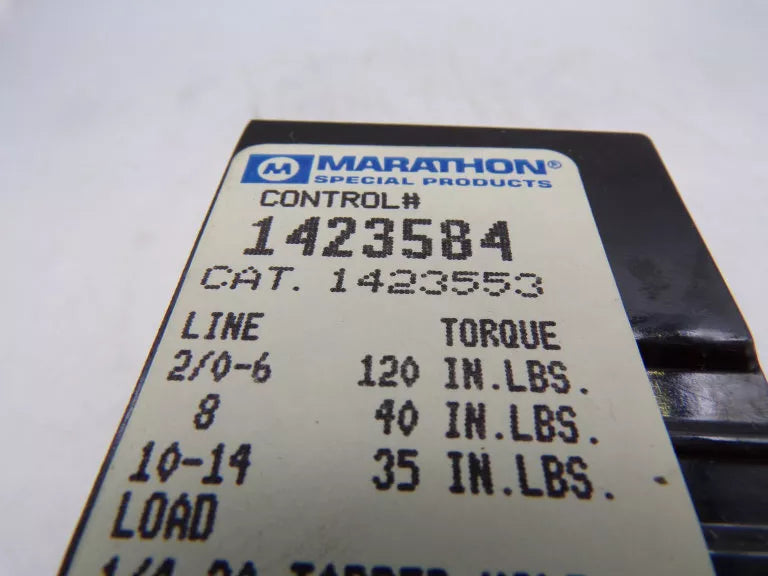 M MARATHON®
SPECIAL PRODUCTS
CONTROL#
1423584
CAT. 1423553
LINE TORQUE
2/0-6 120 IN.LBS.
8 40 IN.LBS.
10-14 35 IN.LBS.
LOAD